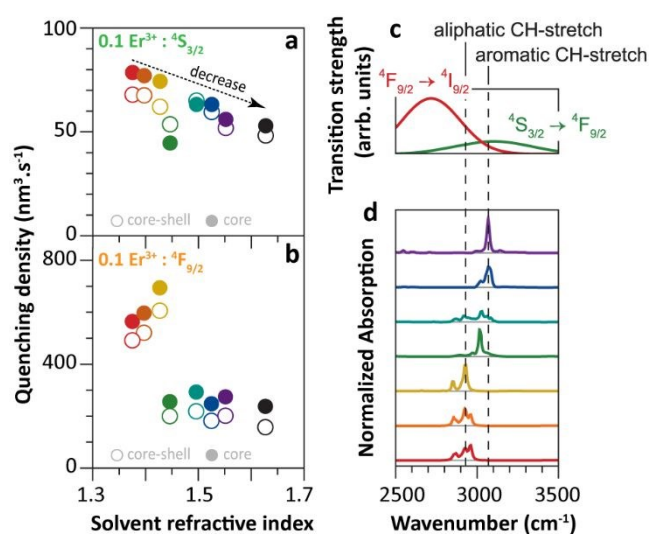 0.1 Er³⁺ : ⁴S₃/₂
a
decrease
core-shell
core
100
50
0
0.1 Er³⁺ : ⁴F₉/₂
b
core-shell
core
800
400
0
Quenching density (nm³.s⁻¹)
1.3
1.5
1.7
Solvent refractive index
c
aliphatic CH-stretch
aromatic CH-stretch
⁴F₉/₂ → ⁴I₉/₂
⁴S₃/₂ → ⁴F₉/₂
Transition strength
(arrb. units)
d
Normalized Absorption
2500
3000
3500
Wavenumber (cm⁻¹)